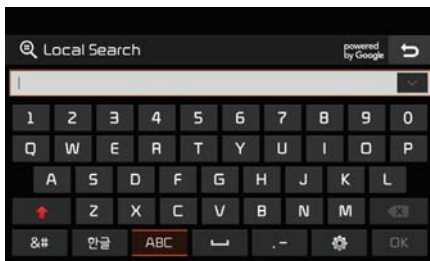 Local Search
powered
by Google
1 2 3 4 5 6 7 8 9 0
Q W E R T Y U I O P
A S D F G H J K L
Z X C V B N M
&# 한글 ABC .- OK